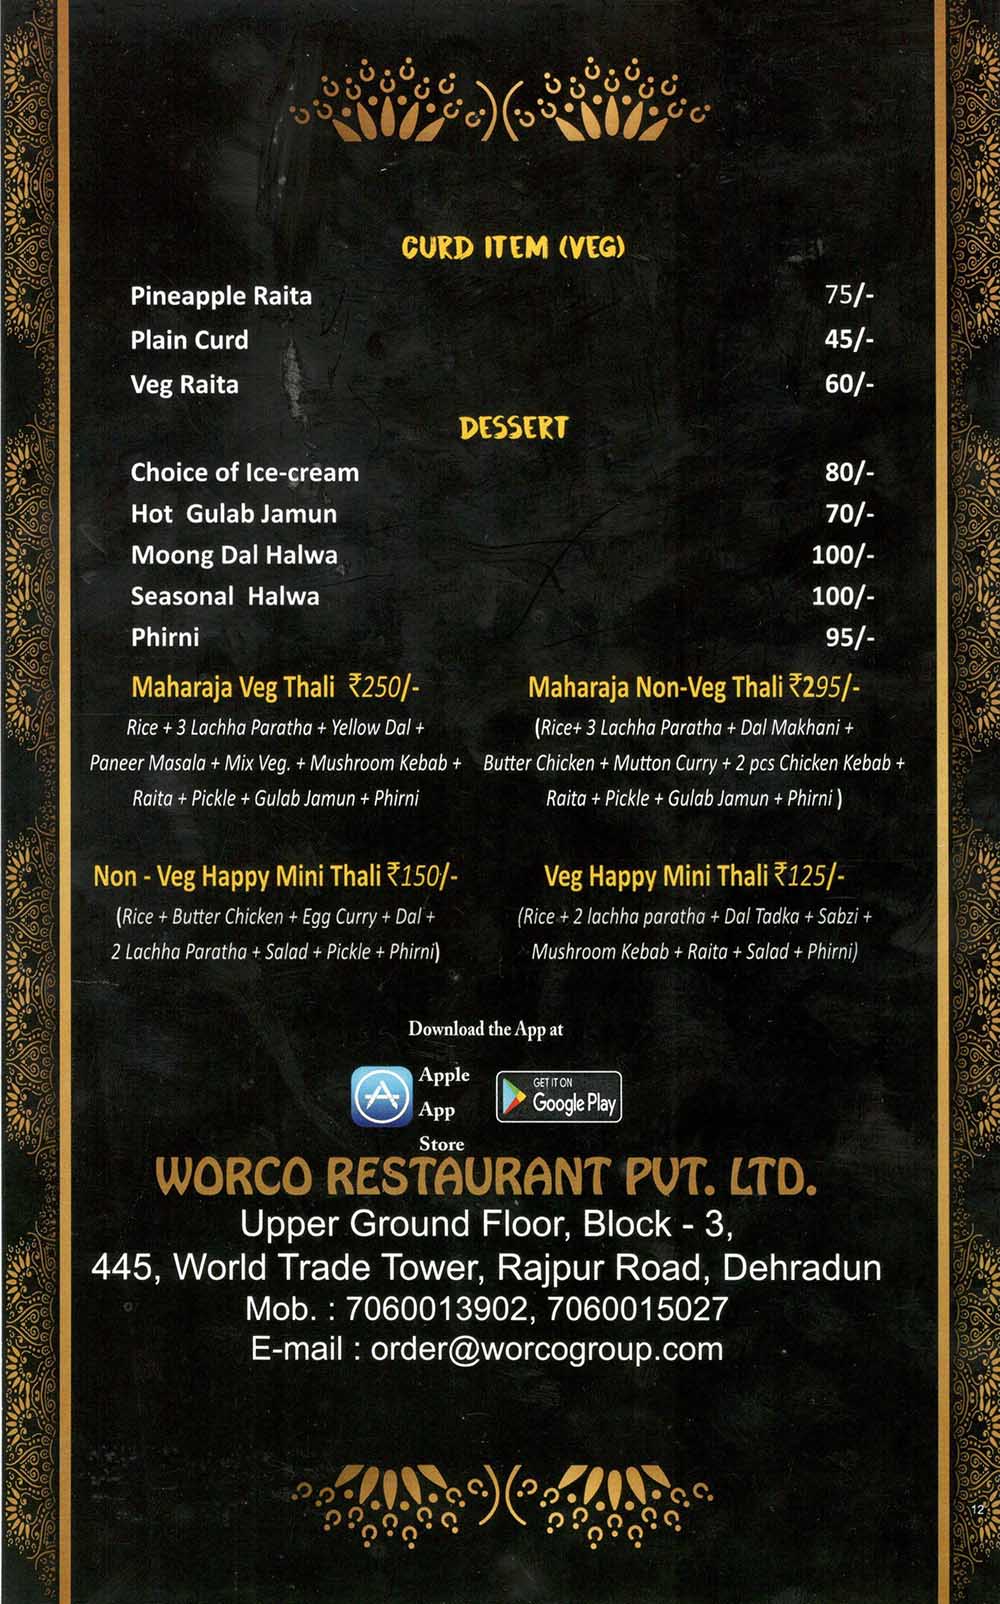 CURD ITEM (VEG)
Pineapple Raita 75/-
Plain Curd 45/-
Veg Raita 60/-
DESSERT
Choice of Ice-cream 80/-
Hot Gulab Jamun 70/-
Moong Dal Halwa 100/-
Seasonal Halwa 100/-
Phirni 95/-
Maharaja Veg Thali ₹250/-
Rice + 3 Lachha Paratha + Yellow Dal +
Paneer Masala + Mix Veg. + Mushroom Kebab +
Raita + Pickle + Gulab Jamun + Phirni
Maharaja Non-Veg Thali ₹295/-
(Rice+ 3 Lachha Paratha + Dal Makhani +
Butter Chicken + Mutton Curry + 2 pcs Chicken Kebab +
Raita + Pickle + Gulab Jamun + Phirni )
Non - Veg Happy Mini Thali ₹150/-
(Rice + Butter Chicken + Egg Curry + Dal +
2 Lachha Paratha + Salad + Pickle + Phirni)
Veg Happy Mini Thali ₹125/-
(Rice + 2 lachha paratha + Dal Tadka + Sabzi +
Mushroom Kebab + Raita + Salad + Phirni)
Download the App at
Apple
App
Store
GET IT ON
Google Play
WORCO RESTAURANT PVT. LTD.
Upper Ground Floor, Block - 3,
445, World Trade Tower, Rajpur Road, Dehradun
Mob. : 7060013902, 7060015027
E-mail : order@worcogroup.com
12